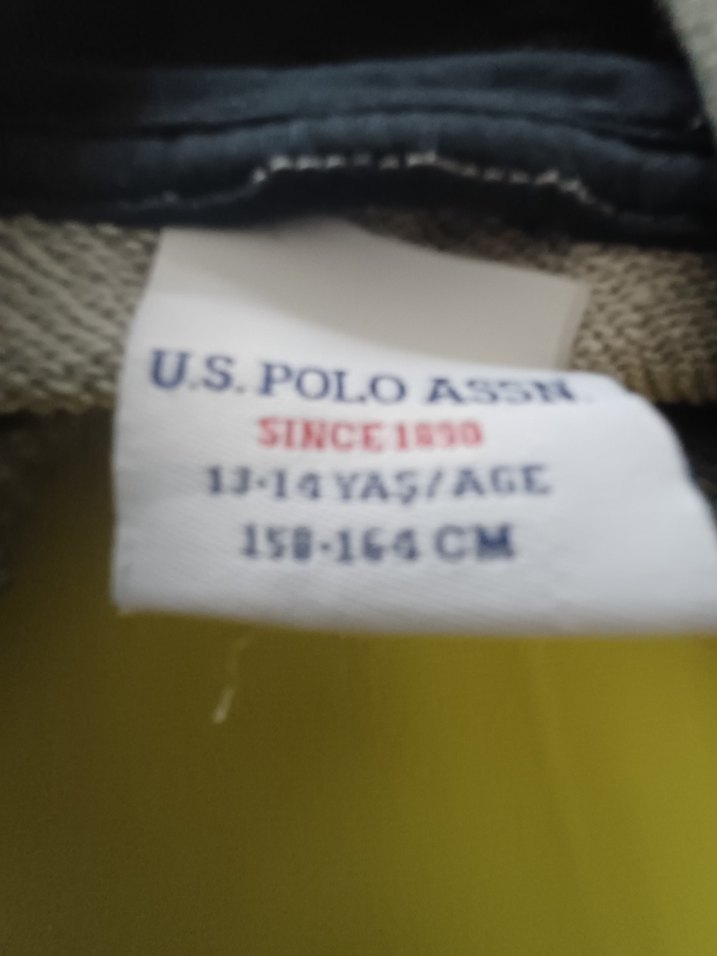 U.S. POLO ASSN.
SINCE 1890
13-14 YAŞ/AGE
158-164 CM